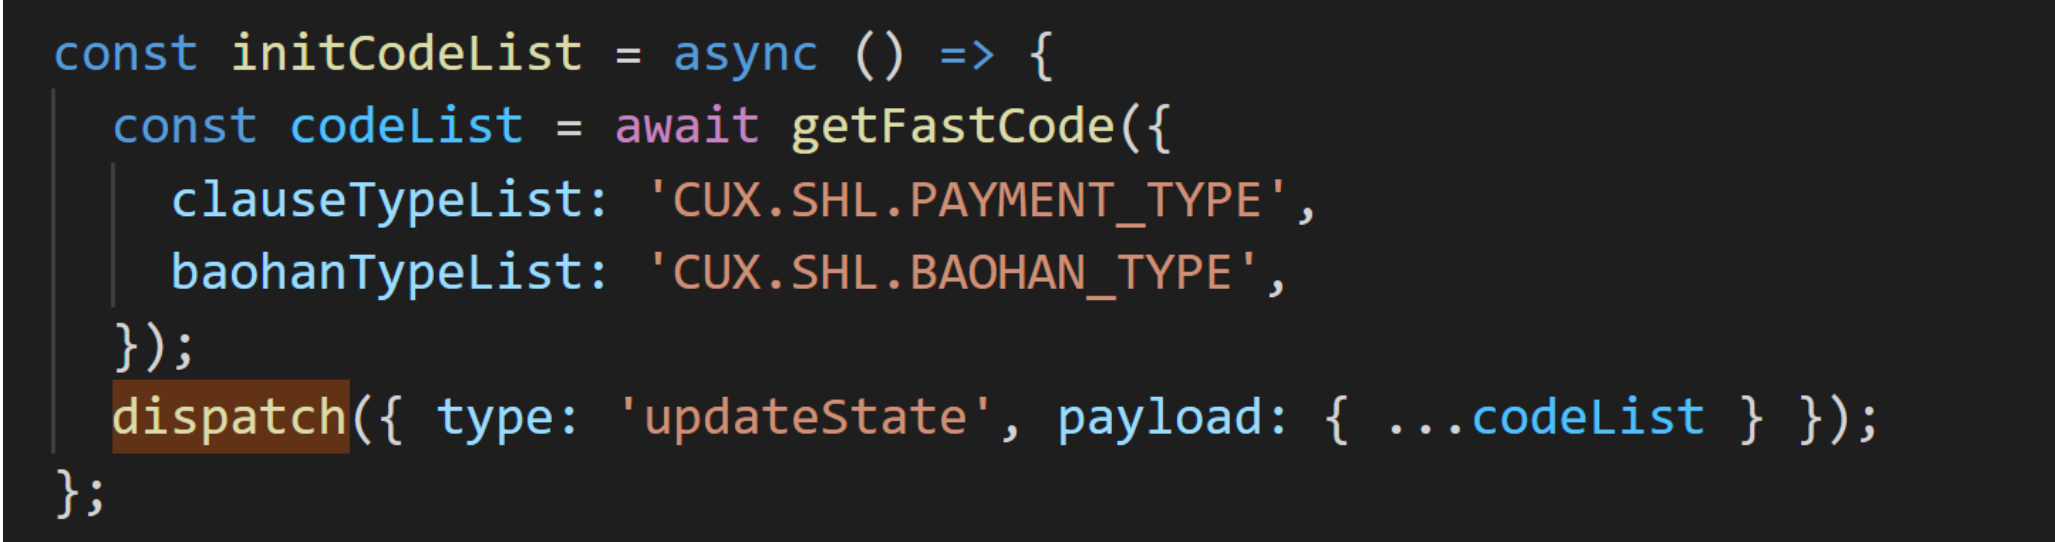 const initCodeList = async () => {
  const codeList = await getFastCode({
    clauseTypeList: 'CUX.SHL.PAYMENT_TYPE',
    baohanTypeList: 'CUX.SHL.BAOHAN_TYPE',
  });
  dispatch({ type: 'updateState', payload: { ...codeList } });
};